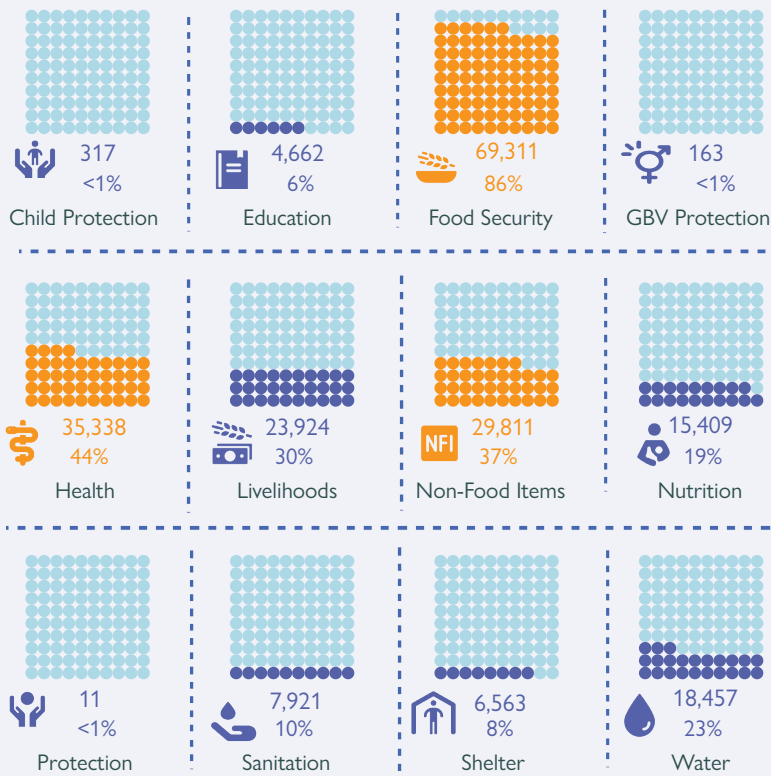 317
<1%
Child Protection
4,662
6%
Education
69,311
86%
Food Security
163
<1%
GBV Protection
35,338
44%
Health
23,924
30%
Livelihoods
NFI
29,811
37%
Non-Food Items
15,409
19%
Nutrition
11
<1%
Protection
7,921
10%
Sanitation
6,563
8%
Shelter
18,457
23%
Water